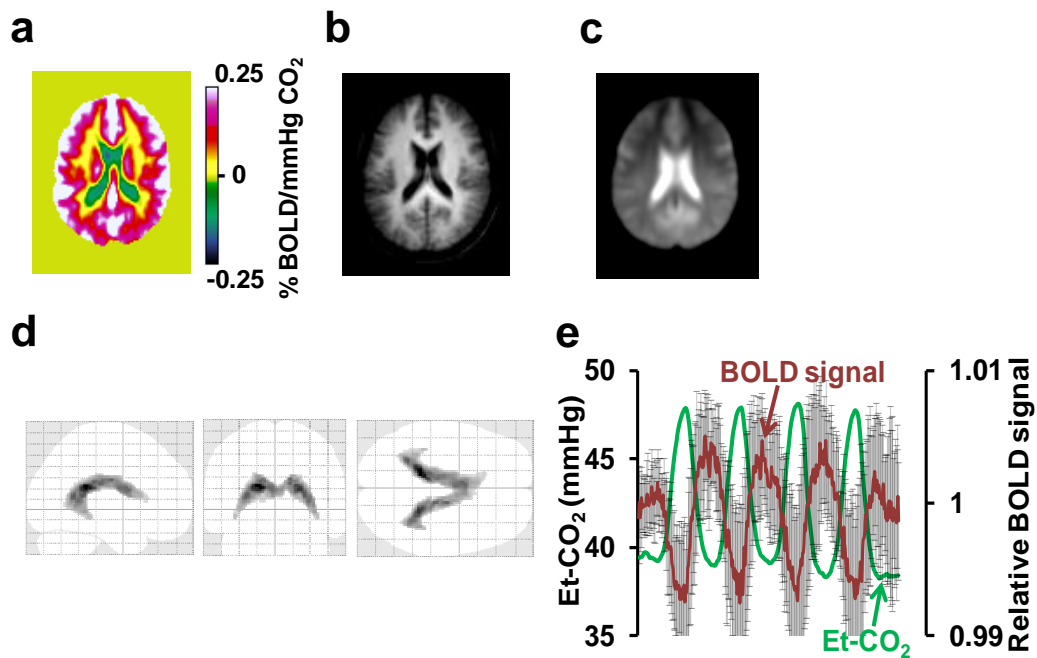 a
b
c
0.25
0
-0.25
% BOLD/mmHg CO₂
d
e
50
45
40
35
Et-CO₂ (mmHg)
BOLD signal
Et-CO₂
1.01
1
0.99
Relative BOLD signal